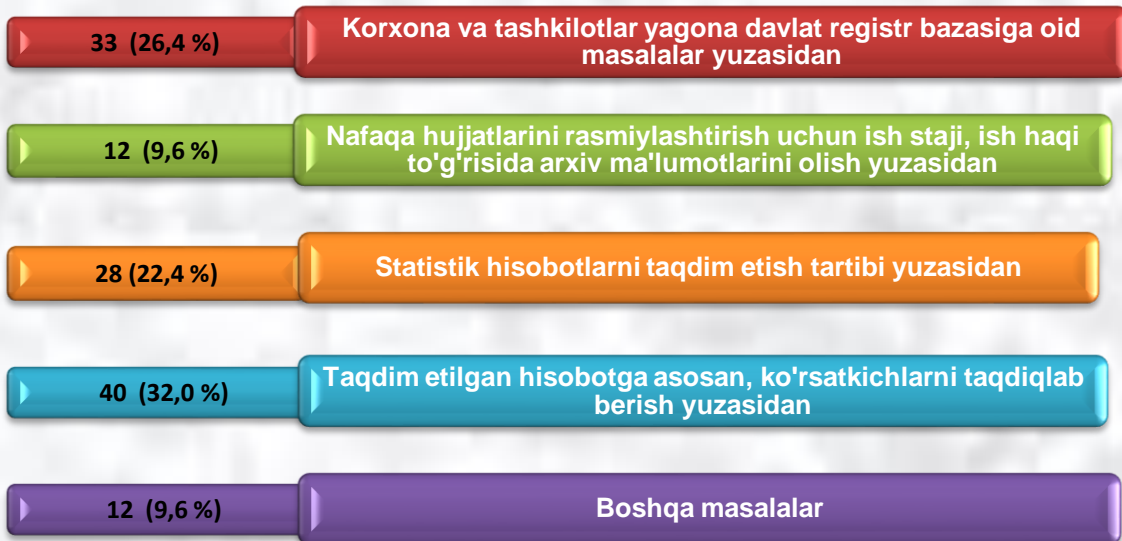 33 (26,4 %)
Korxona va tashkilotlar yagona davlat registr bazasiga oid
masalalar yuzasidan
12 (9,6 %)
Nafaqa hujjatlarini rasmiylashtirish uchun ish staji, ish haqi
to'g'risida arxiv ma'lumotlarini olish yuzasidan
28 (22,4 %)
Statistik hisobotlarni taqdim etish tartibi yuzasidan
40 (32,0 %)
Taqdim etilgan hisobotga asosan, ko'rsatkichlarni taqdiqlab
berish yuzasidan
12 (9,6 %)
Boshqa masalalar